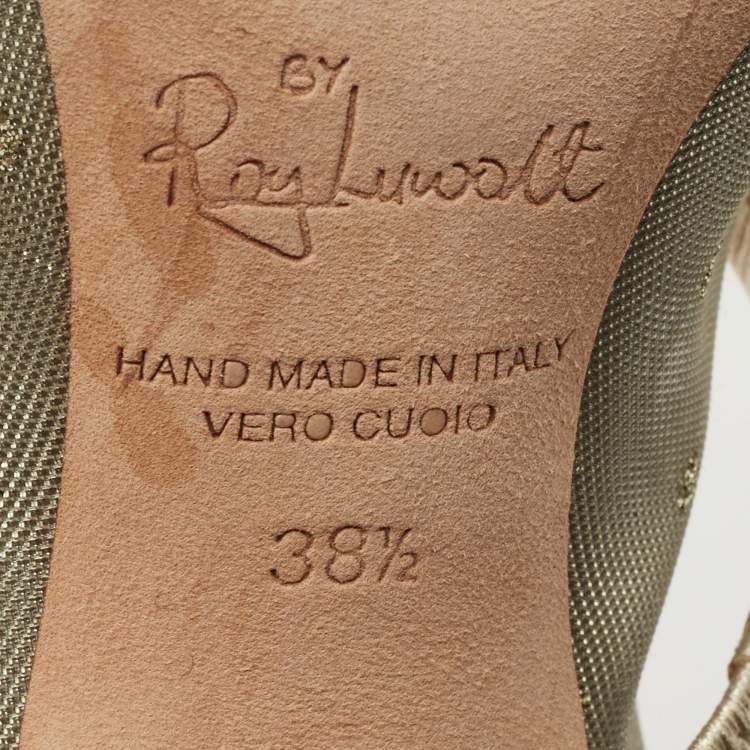 BY
Roy Luwolt
HAND MADE IN ITALY
VERO CUOIO
38½